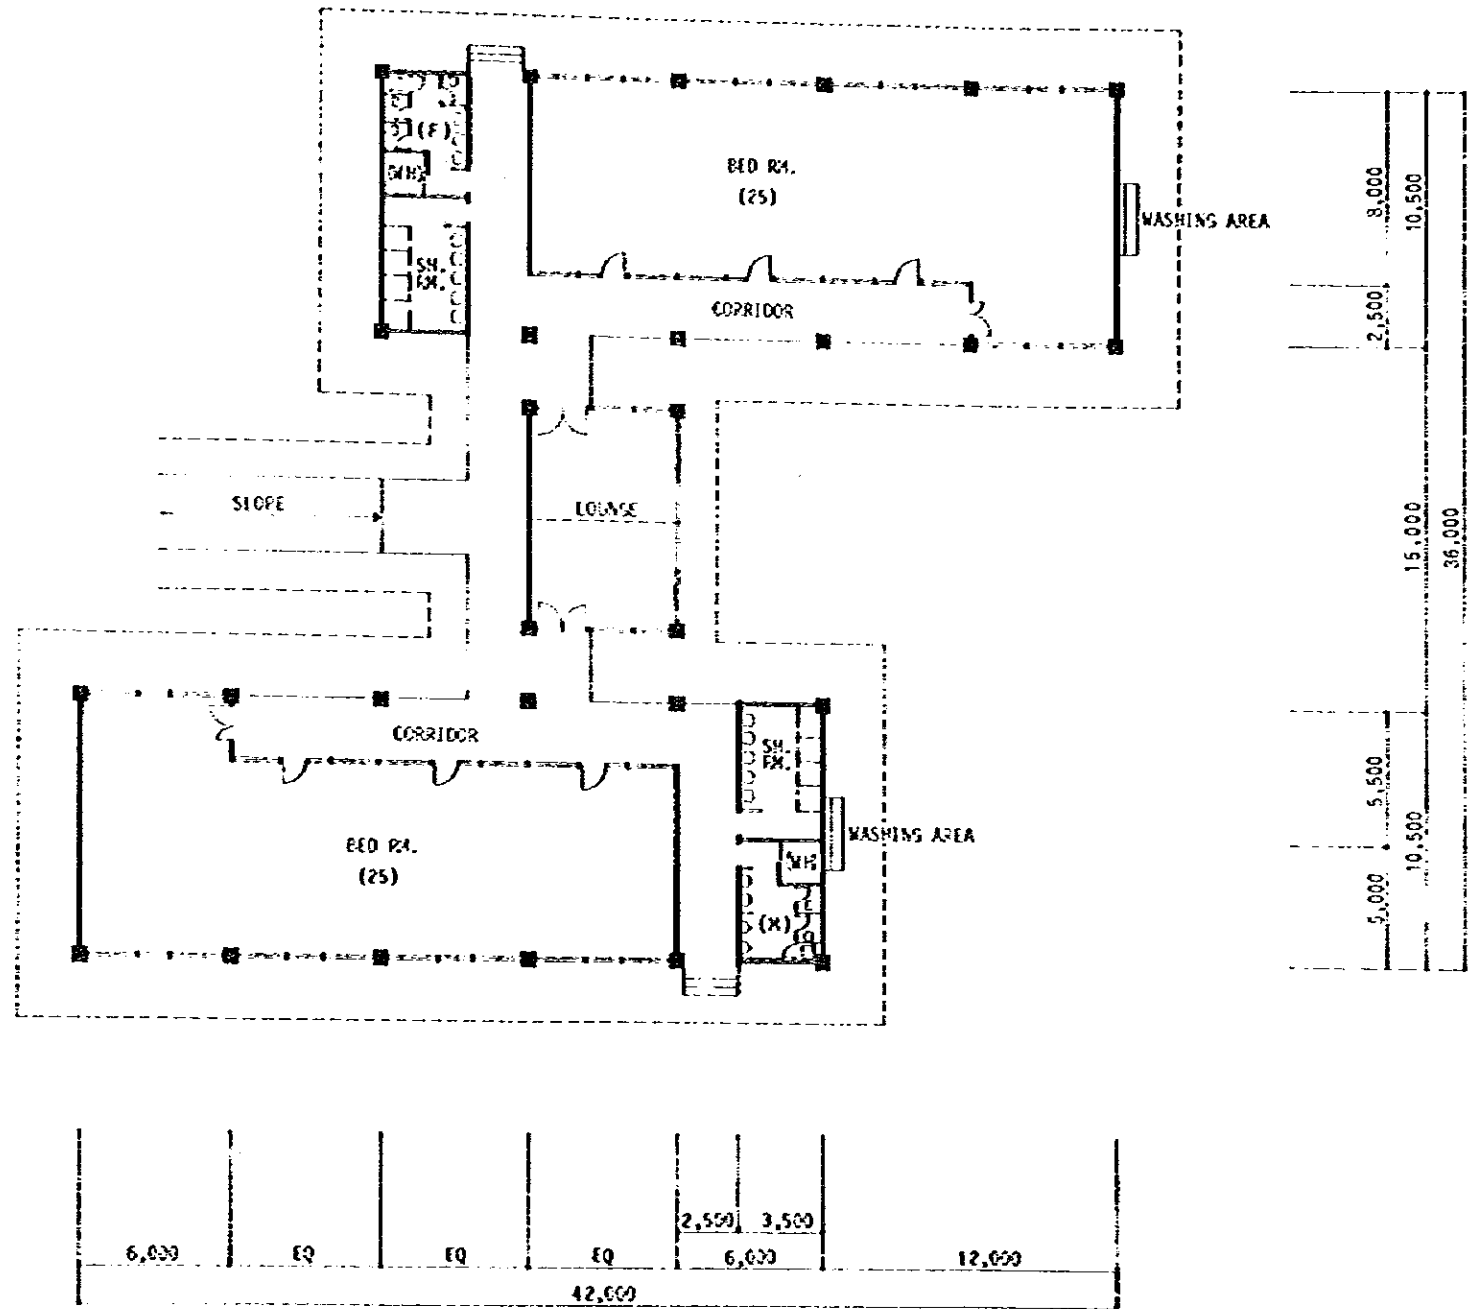 (F)
WH
SH.
RM.
BED RM.
(25)
WASHING AREA
CORRIDOR
8,000
10,500
2,500
SLOPE
LOUNGE
15,000
36,000
CORRIDOR
SH.
RM.
BED RM.
(25)
WASHING AREA
WH
(M)
5,500
10,500
5,000
2,500
3,500
6,000
EQ
EQ
EQ
6,000
12,000
42,000